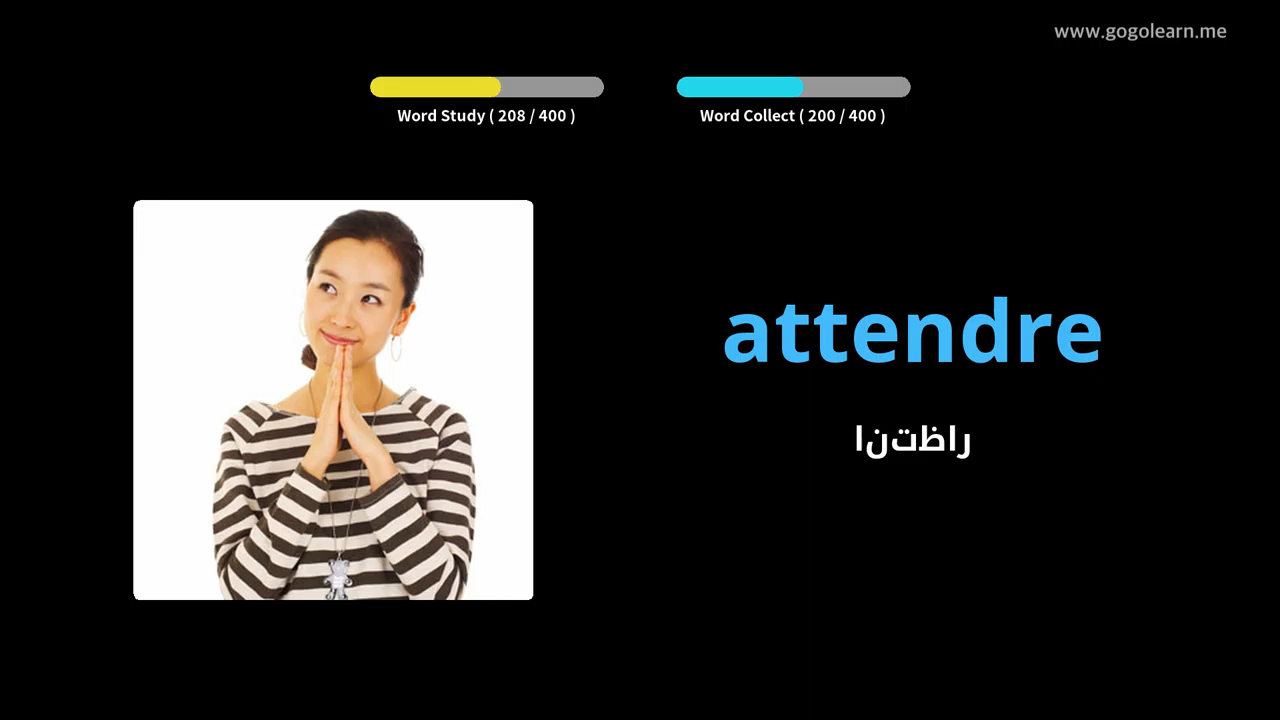 www.gogolearn.me
Word Study ( 208 / 400 )
Word Collect ( 200 / 400 )
attendre
راظتنا